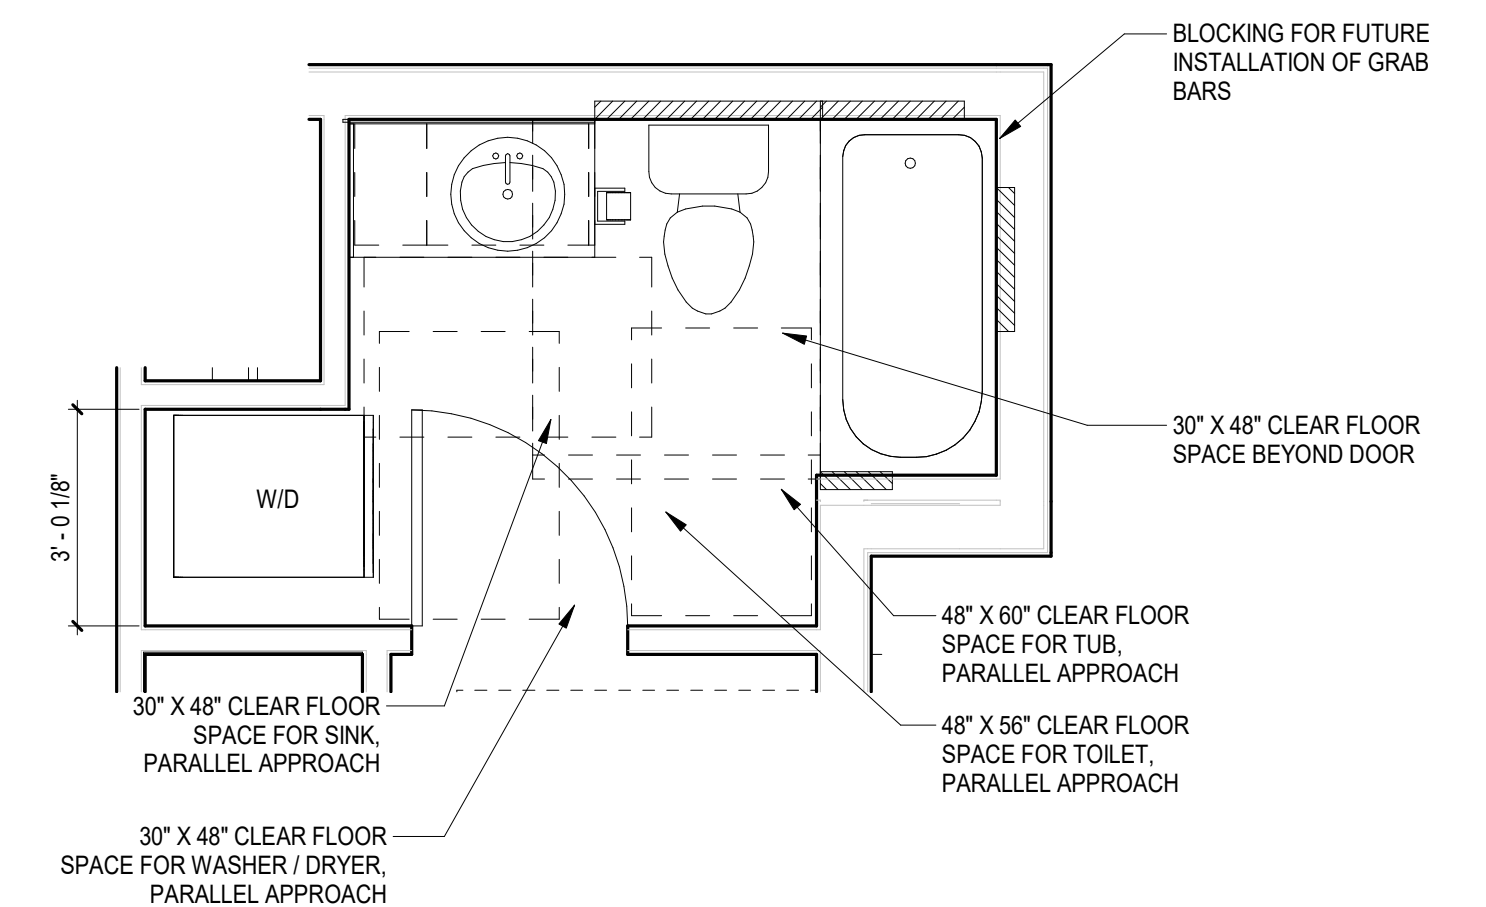 BLOCKING FOR FUTURE
INSTALLATION OF GRAB
BARS
30" X 48" CLEAR FLOOR
SPACE BEYOND DOOR
W/D
3' - 0 1/8"
48" X 60" CLEAR FLOOR
SPACE FOR TUB,
PARALLEL APPROACH
30" X 48" CLEAR FLOOR
SPACE FOR SINK,
PARALLEL APPROACH
48" X 56" CLEAR FLOOR
SPACE FOR TOILET,
PARALLEL APPROACH
30" X 48" CLEAR FLOOR
SPACE FOR WASHER / DRYER,
PARALLEL APPROACH